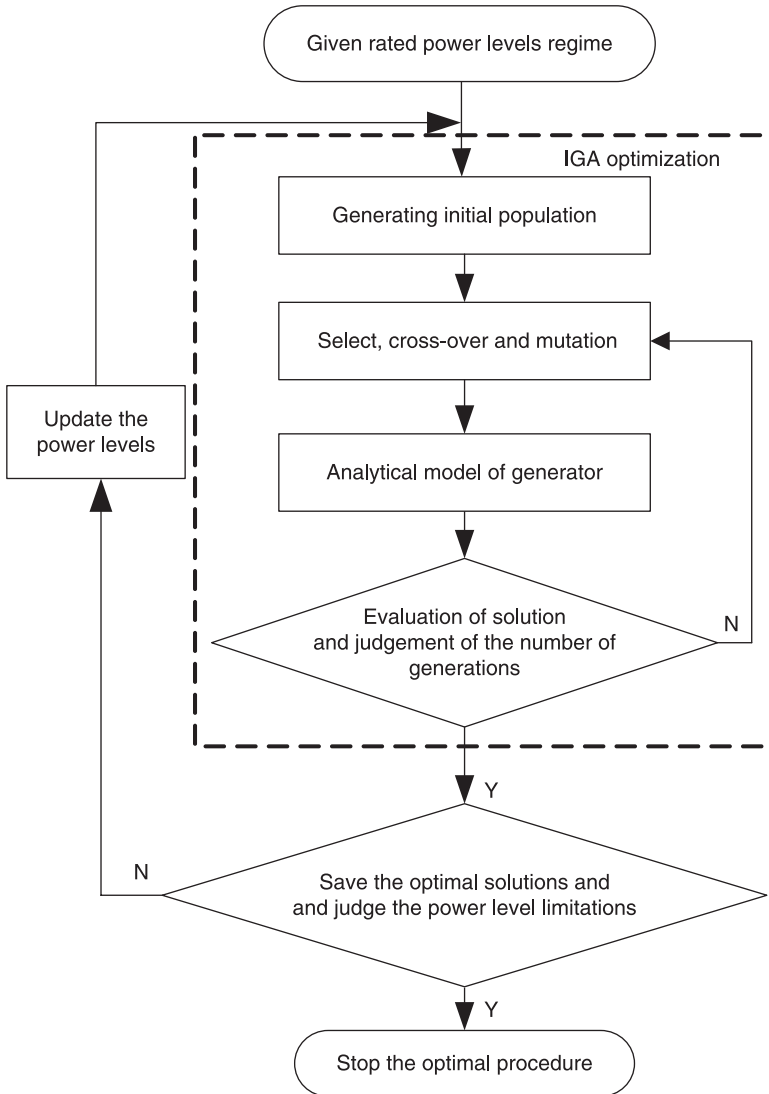 Given rated power levels regime
IGA optimization
Generating initial population
Select, cross-over and mutation
Update the
power levels
Analytical model of generator
Evaluation of solution
and judgement of the number of
generations
N
Y
N
Save the optimal solutions and
and judge the power level limitations
Y
Stop the optimal procedure